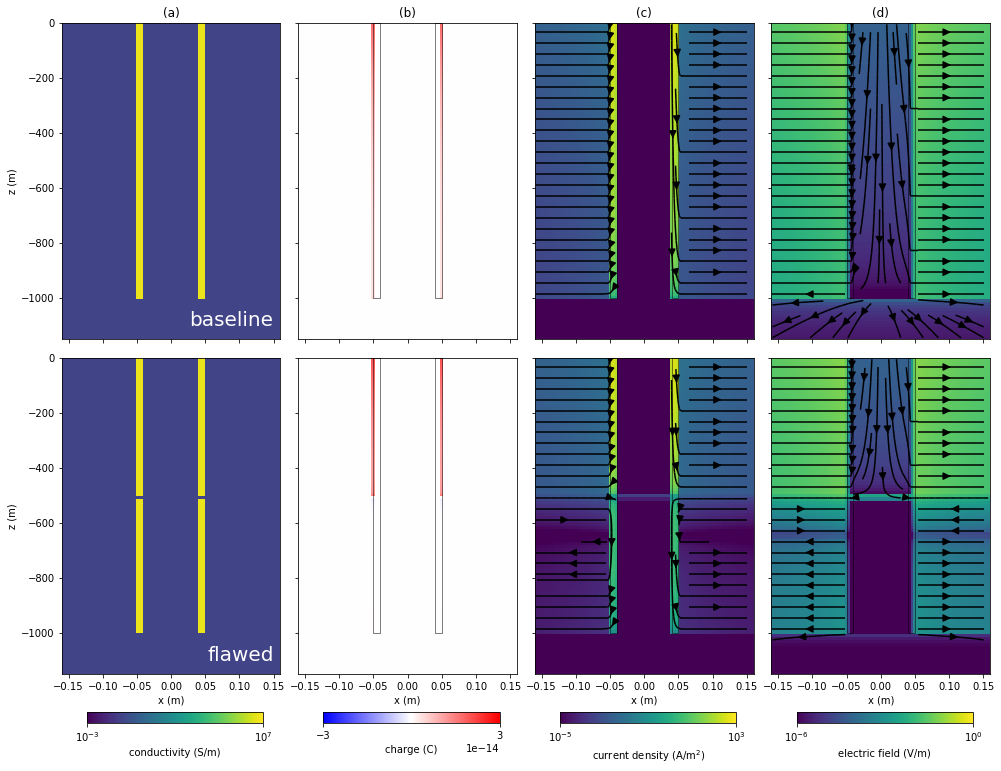 (a) (b) (c) (d)
0
−200
−400
z (m)
−600
−800
−1000
baseline
0
−200
−400
z (m)
−600
−800
−1000
flawed
−0.15 −0.10 −0.05 0.00 0.05 0.10 0.15 −0.15 −0.10 −0.05 0.00 0.05 0.10 0.15 −0.15 −0.10 −0.05 0.00 0.05 0.10 0.15 −0.15 −0.10 −0.05 0.00 0.05 0.10 0.15
x (m) x (m) x (m) x (m)
10⁻³ 10⁷ −3 3 10⁻⁵ 10³ 10⁻⁶ 10⁰
conductivity (S/m) charge (C) 1e−14 current density (A/m²) electric field (V/m)